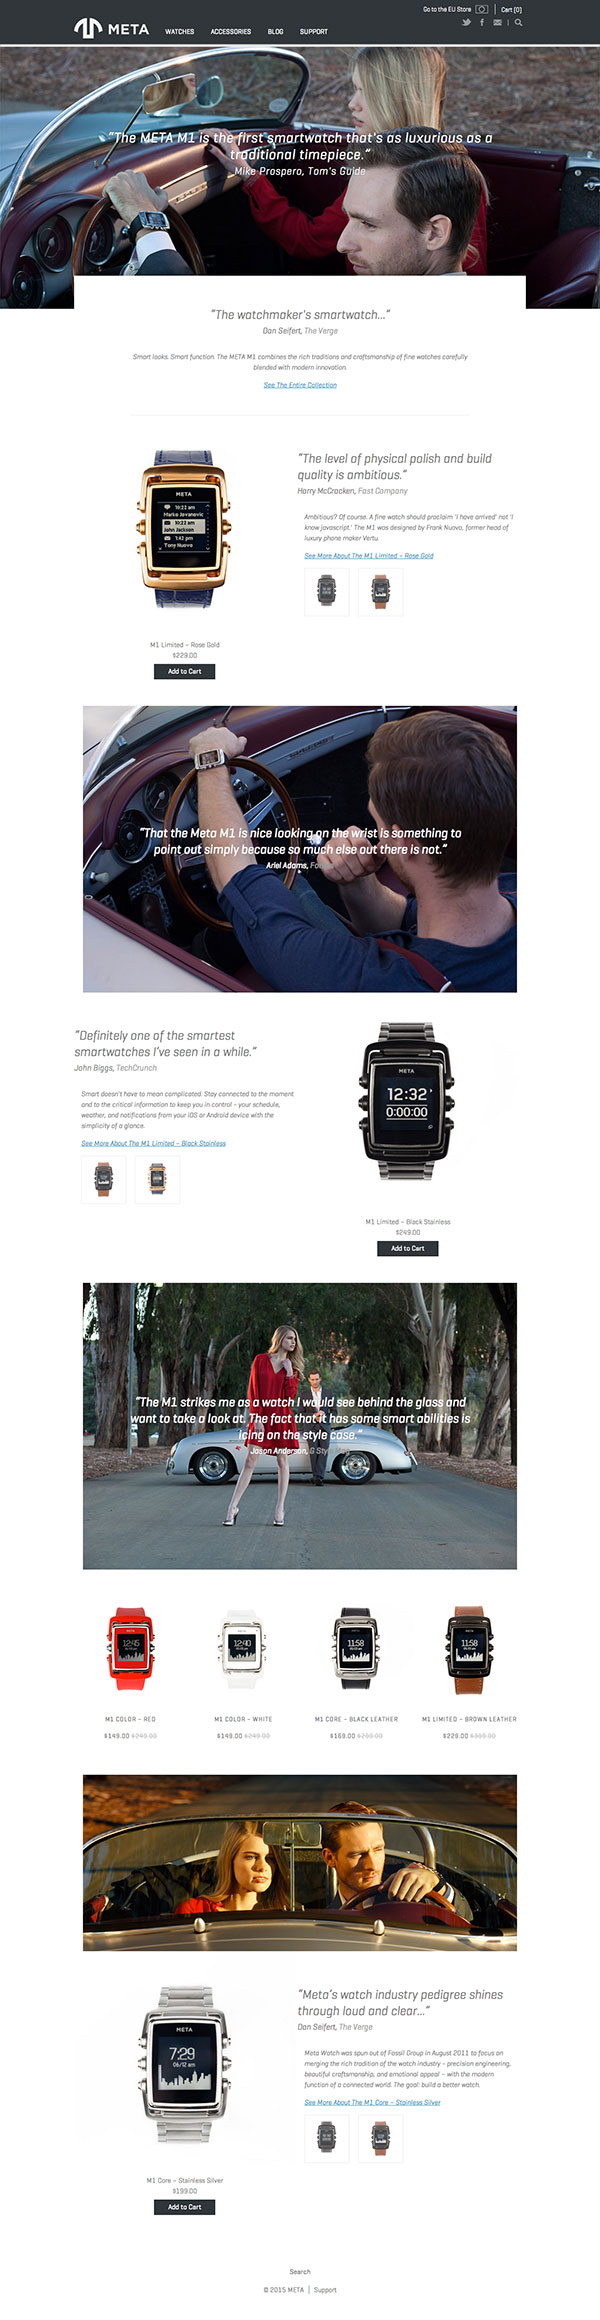 Go to the EU Store
Cart (0)
META
WATCHES
ACCESSORIES
BLOG
SUPPORT
“The META M1 is the first smartwatch that's as luxurious as a
traditional timepiece.”
Mike Prospero, Tom's Guide
“The watchmaker's smartwatch...”
Dan Seifert, The Verge
Smart looks. Smart function. The META M1 combines the rich traditions and craftsmanship of fine watches carefully
blended with modern innovation.
See The Entire Collection
“The level of physical polish and build
quality is ambitious.”
Harry McCracken, Fast Company
Ambitious? Of course. A fine watch should proclaim 'I have arrived' not 'I
know javascript.' The M1 was designed by Frank Nuovo, former head of
luxury phone maker Vertu.
See More About The M1 Limited – Rose Gold
META
10:22 am
Marko Jovanovic
10:22 am
John Jackson
1:42 pm
Tony Nuovo
M1 Limited – Rose Gold
$229.00
Add to Cart
“That the Meta M1 is nice looking on the wrist is something to
point out simply because so much else out there is not.”
Ariel Adams,
“Definitely one of the smartest
smartwatches I've seen in a while.”
John Biggs, TechCrunch
Smart doesn't have to mean complicated. Stay connected to the moment
and to the critical information to keep you in control – your schedule,
weather, and notifications from your iOS or Android device with the
simplicity of a glance.
See More About The M1 Limited – Black Stainless
META
12:32
0:00:00
M1 Limited – Black Stainless
$249.00
Add to Cart
“The M1 strikes me as a watch I would see behind the glass and
want to take a look at. The fact that it has some smart abilities is
icing on the style case.”
Jason Anderson, G Style
META
12:45
META
12:40
META
11:58
META
11:58
M1 COLOR – RED
M1 COLOR – WHITE
M1 CORE – BLACK LEATHER
M1 LIMITED – BROWN LEATHER
$149.00 $249.00
$149.00 $249.00
$169.00 $299.00
$229.00 $399.00
META
7:29
06/12 am
“Meta's watch industry pedigree shines
through loud and clear...”
Dan Seifert, The Verge
Meta Watch was spun out of Fossil Group in August 2011 to focus on
merging the rich tradition of the watch industry – precision engineering,
beautiful craftsmanship, and emotional appeal – with the modern
function of a connected world. The goal: build a better watch.
See More About The M1 Core – Stainless Silver
M1 Core – Stainless Silver
$199.00
Add to Cart
Search
© 2015 META | Support